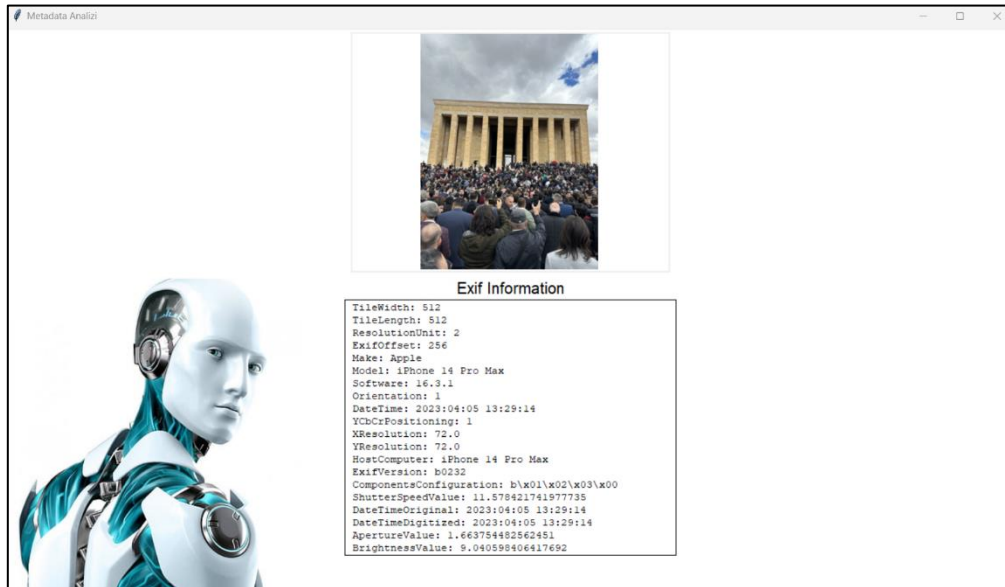 Metadata Analizi
Exif Information
TileWidth: 512
TileLength: 512
ResolutionUnit: 2
ExifOffset: 256
Make: Apple
Model: iPhone 14 Pro Max
Software: 16.3.1
Orientation: 1
DateTime: 2023:04:05 13:29:14
YCbCrPositioning: 1
XResolution: 72.0
YResolution: 72.0
HostComputer: iPhone 14 Pro Max
ExifVersion: b0232
ComponentsConfiguration: b\x01\x02\x03\x00
ShutterSpeedValue: 11.578421741977735
DateTimeOriginal: 2023:04:05 13:29:14
DateTimeDigitized: 2023:04:05 13:29:14
ApertureValue: 1.663754482562451
BrightnessValue: 9.040598406417692